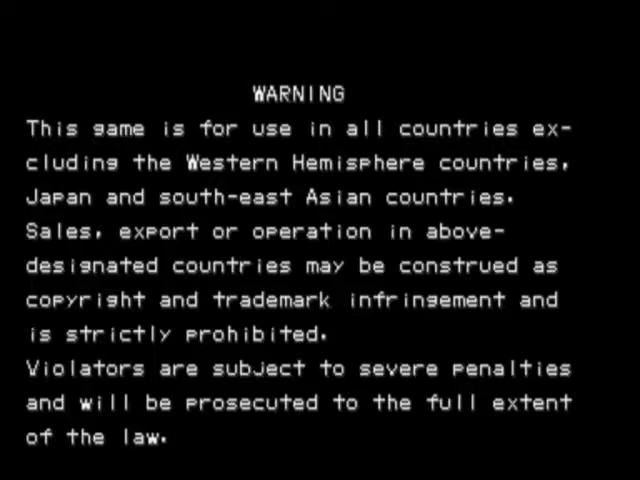 WARNING
This game is for use in all countries ex-
cluding the Western Hemisphere countries,
Japan and south-east Asian countries.
Sales, export or operation in above-
designated countries may be construed as
copyright and trademark infringement and
is strictly prohibited.
Violators are subject to severe penalties
and will be prosecuted to the full extent
of the law.